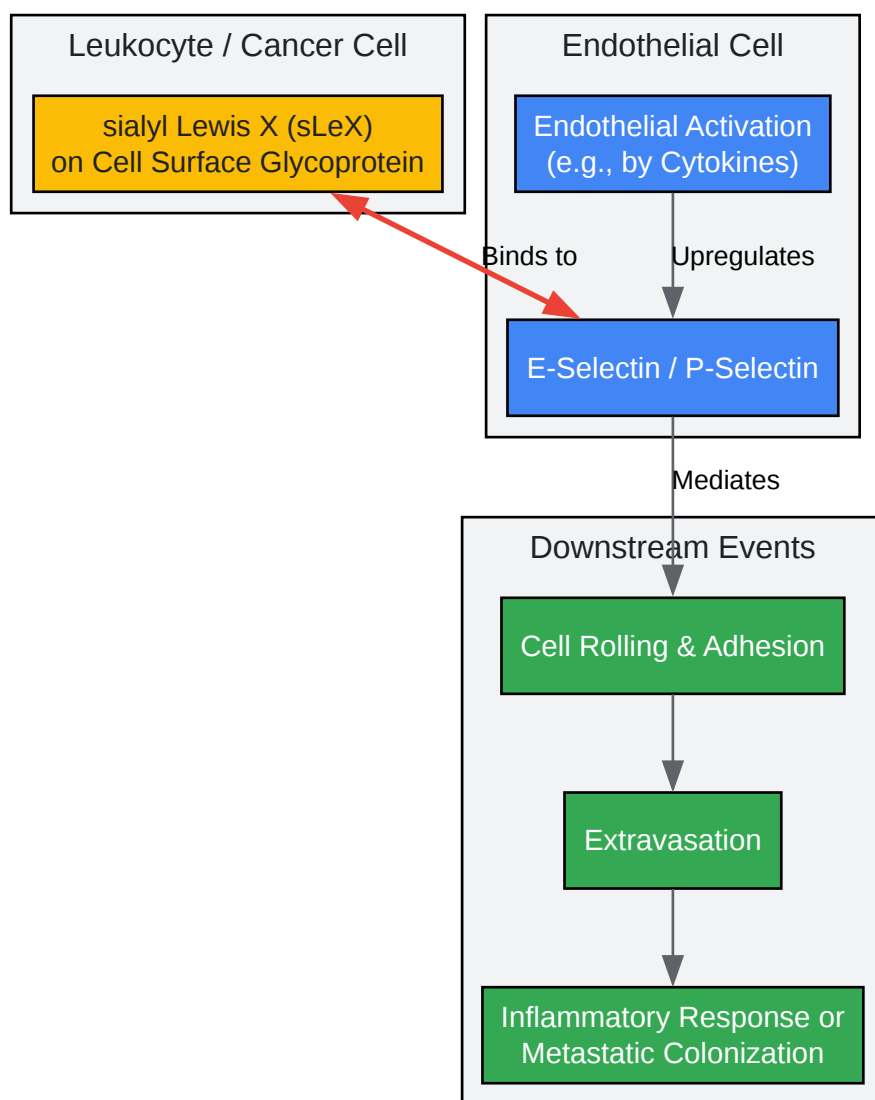 Leukocyte / Cancer Cell
sialyl Lewis X (sLeX)
on Cell Surface Glycoprotein
Endothelial Cell
Endothelial Activation
(e.g., by Cytokines)
Binds to
Upregulates
E-Selectin / P-Selectin
Mediates
Downstream Events
Cell Rolling & Adhesion
Extravasation
Inflammatory Response or
Metastatic Colonization